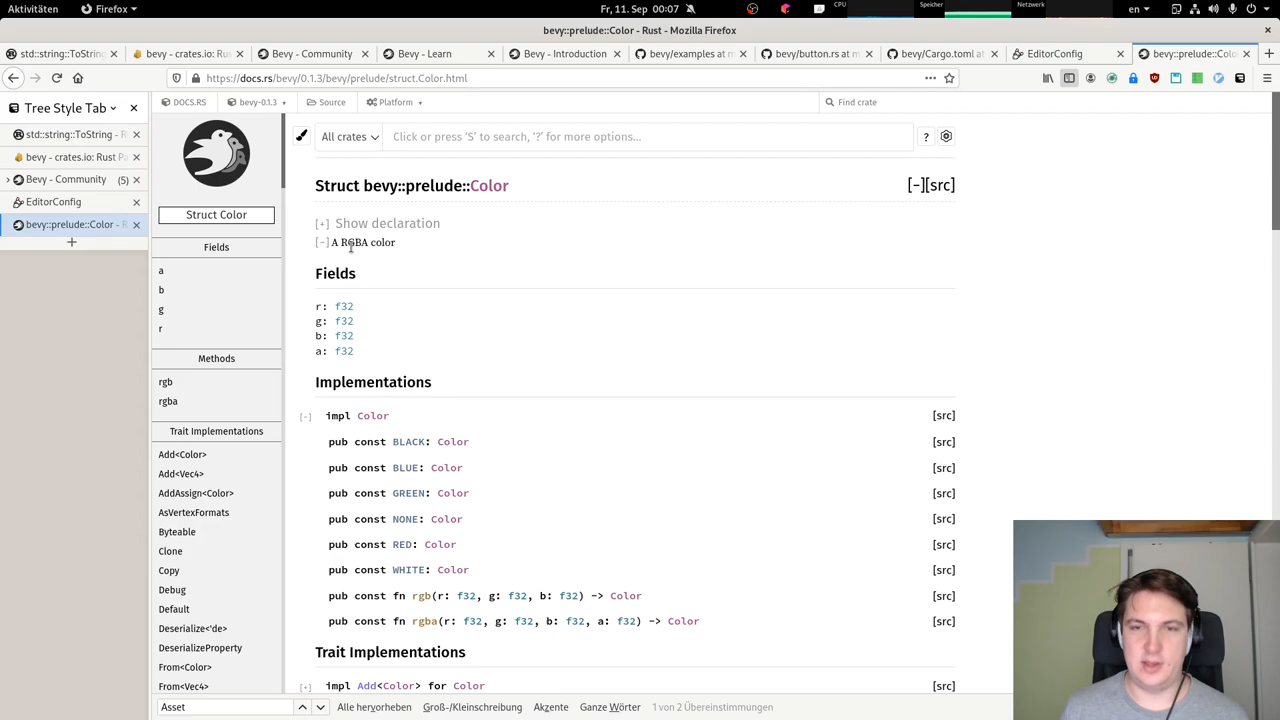 Aktivitäten
Firefox ▾
Fr, 11. Sep 00:07
CPU
Speicher
Netzwerk
en ▾
bevy::prelude::Color - Rust - Mozilla Firefox
std::string::ToString
bevy - crates.io: Rust
Bevy - Community
Bevy - Learn
Bevy - Introduction
bevy/examples at m
bevy/button.rs at m
bevy/Cargo.toml at
EditorConfig
bevy::prelude::Colo
https://docs.rs/bevy/0.1.3/bevy/prelude/struct.Color.html
Tree Style Tab
std::string::ToString - R
bevy - crates.io: Rust Pa
Bevy - Community (5)
EditorConfig
bevy::prelude::Color - R
DOCS.RS
bevy-0.1.3
Source
Platform
Find crate
Struct Color
Fields
a
b
g
r
Methods
rgb
rgba
Trait Implementations
Add<Color>
Add<Vec4>
AddAssign<Color>
AsVertexFormats
Byteable
Clone
Copy
Debug
Default
Deserialize<'de>
DeserializeProperty
From<Color>
From<Vec4>
All crates
Click or press 'S' to search, '?' for more options...
?
Struct bevy::prelude::Color
[-][src]
[+] Show declaration
[-] A RGBA color
Fields
r: f32
g: f32
b: f32
a: f32
Implementations
[-] impl Color [src]
pub const BLACK: Color [src]
pub const BLUE: Color [src]
pub const GREEN: Color [src]
pub const NONE: Color [src]
pub const RED: Color [src]
pub const WHITE: Color [src]
pub const fn rgb(r: f32, g: f32, b: f32) -> Color [src]
pub const fn rgba(r: f32, g: f32, b: f32, a: f32) -> Color [src]
Trait Implementations
[+] impl Add<Color> for Color [src]
Asset
Alle hervorheben
Groß-/Kleinschreibung
Akzente
Ganze Wörter
1 von 2 Übereinstimmungen